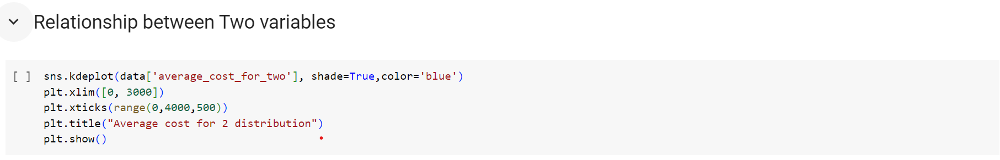 Relationship between Two variables
[ ] sns.kdeplot(data['average_cost_for_two'], shade=True,color='blue')
plt.xlim([0, 3000])
plt.xticks(range(0,4000,500))
plt.title("Average cost for 2 distribution")
plt.show()